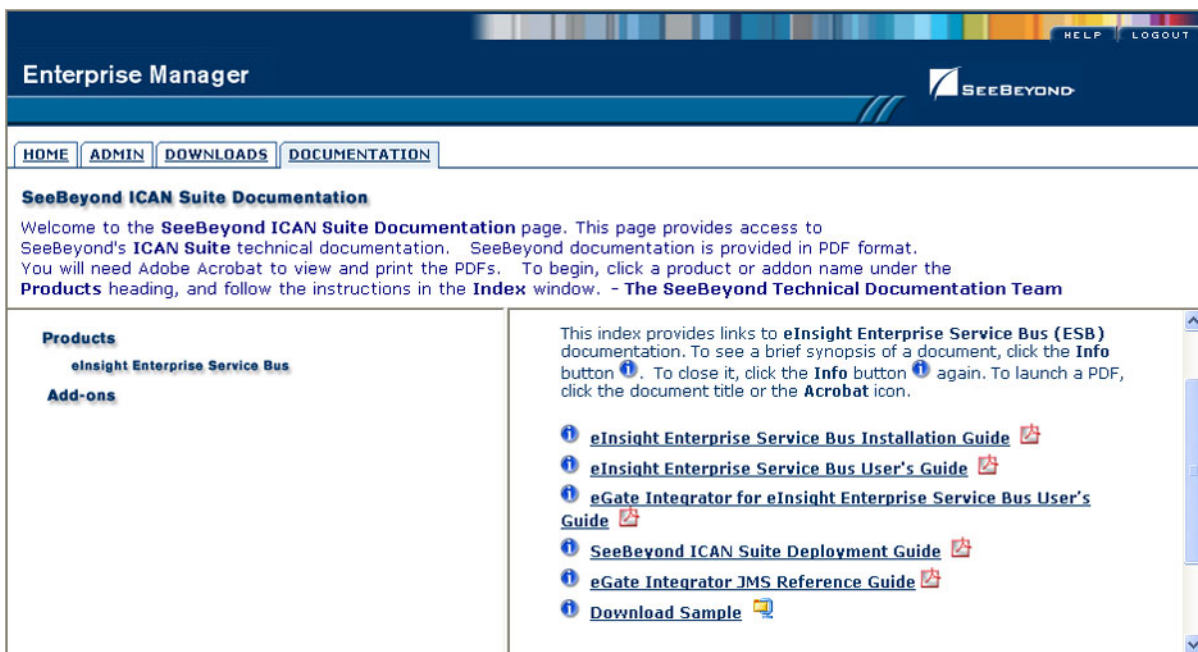 HELP LOGOUT
Enterprise Manager
SEEBEYOND
HOME ADMIN DOWNLOADS DOCUMENTATION
SeeBeyond ICAN Suite Documentation
Welcome to the SeeBeyond ICAN Suite Documentation page. This page provides access to
SeeBeyond's ICAN Suite technical documentation. SeeBeyond documentation is provided in PDF format.
You will need Adobe Acrobat to view and print the PDFs. To begin, click a product or addon name under the
Products heading, and follow the instructions in the Index window. - The SeeBeyond Technical Documentation Team
Products
eInsight Enterprise Service Bus
Add-ons
This index provides links to eInsight Enterprise Service Bus (ESB)
documentation. To see a brief synopsis of a document, click the Info
button. To close it, click the Info button again. To launch a PDF,
click the document title or the Acrobat icon.
eInsight Enterprise Service Bus Installation Guide
eInsight Enterprise Service Bus User's Guide
eGate Integrator for eInsight Enterprise Service Bus User's
Guide
SeeBeyond ICAN Suite Deployment Guide
eGate Integrator JMS Reference Guide
Download Sample